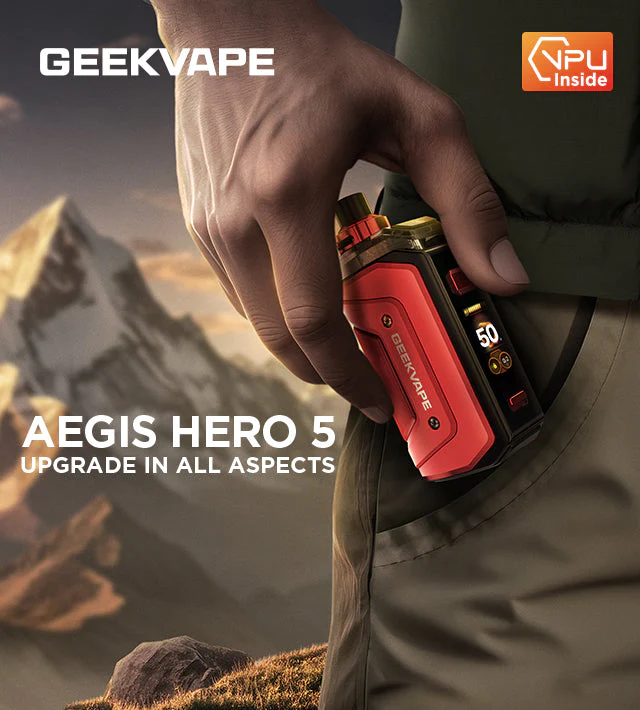 GEEKVAPE
VPU
Inside
GEEKVAPE
50
AEGIS HERO 5
UPGRADE IN ALL ASPECTS